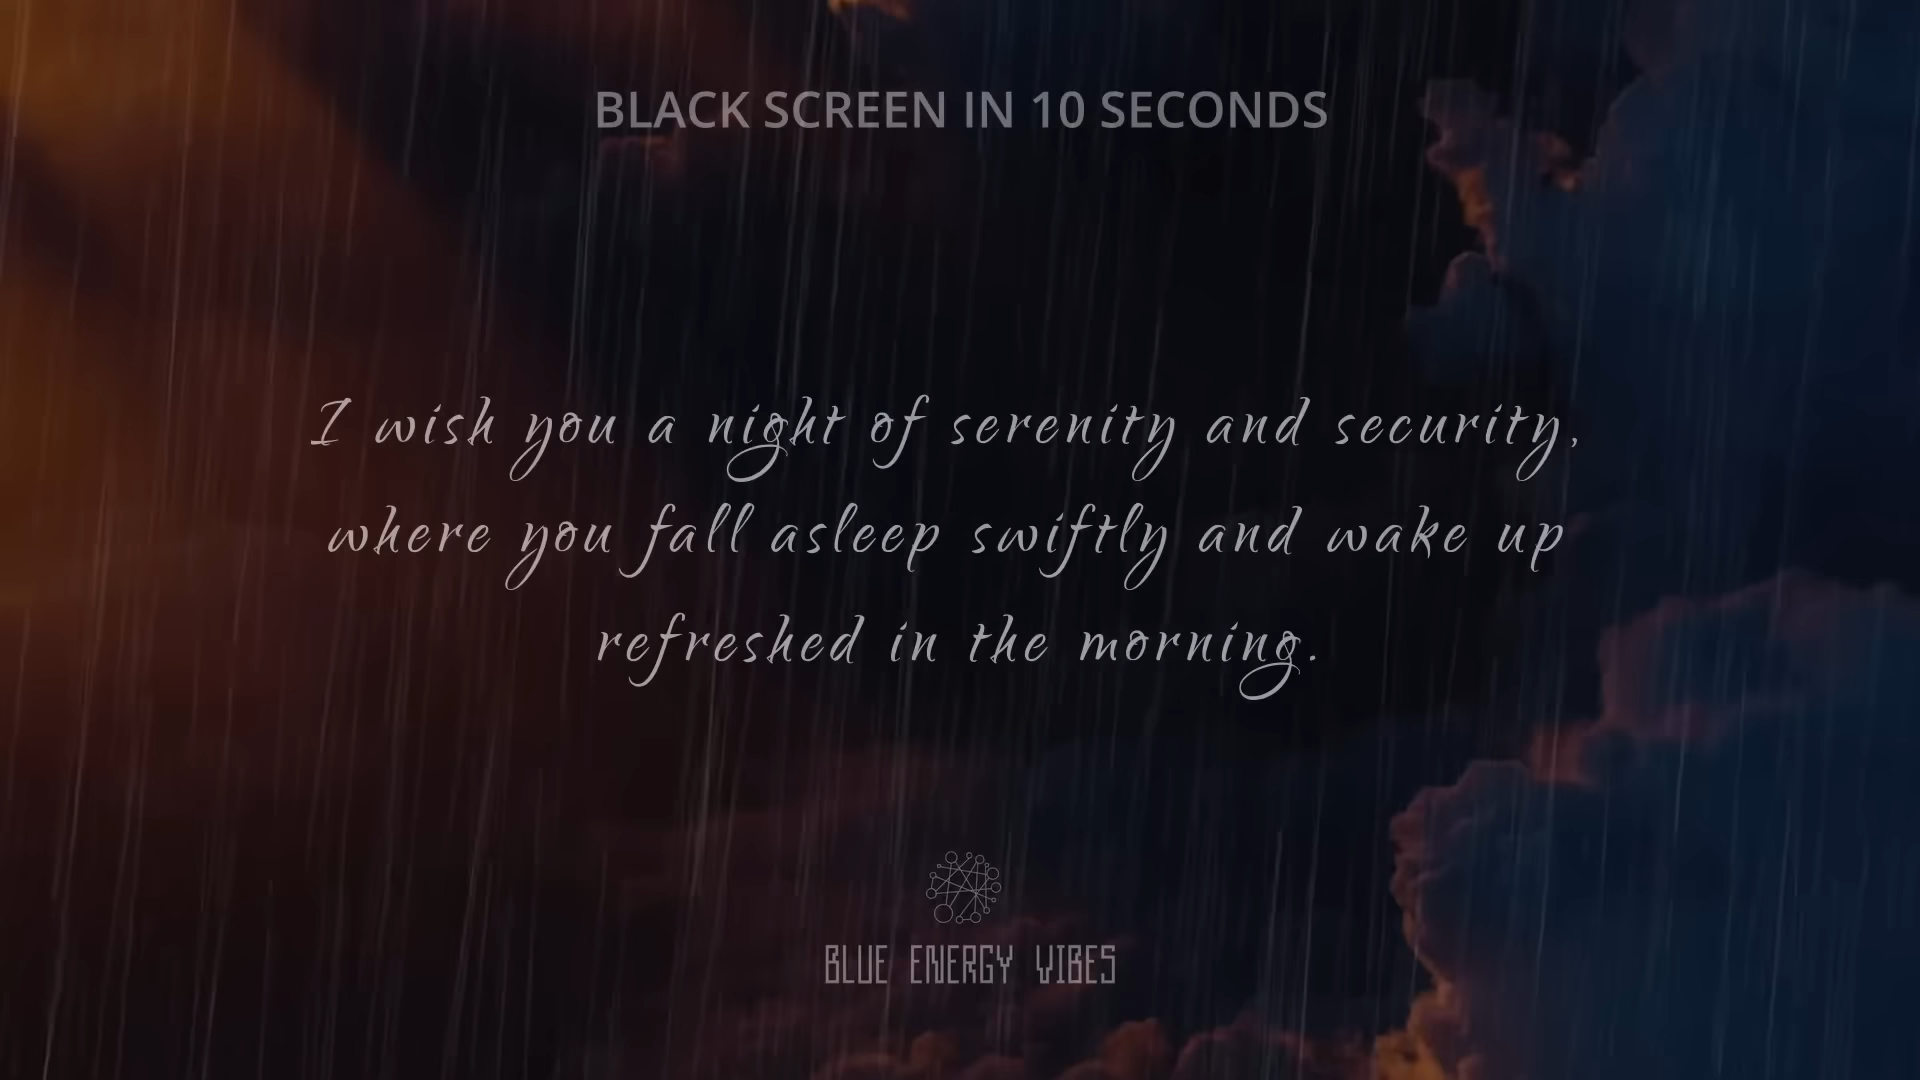 BLACK SCREEN IN 10 SECONDS
I wish you a night of serenity and security,
where you fall asleep swiftly and wake up
refreshed in the morning.
BLUE ENERGY VIBES